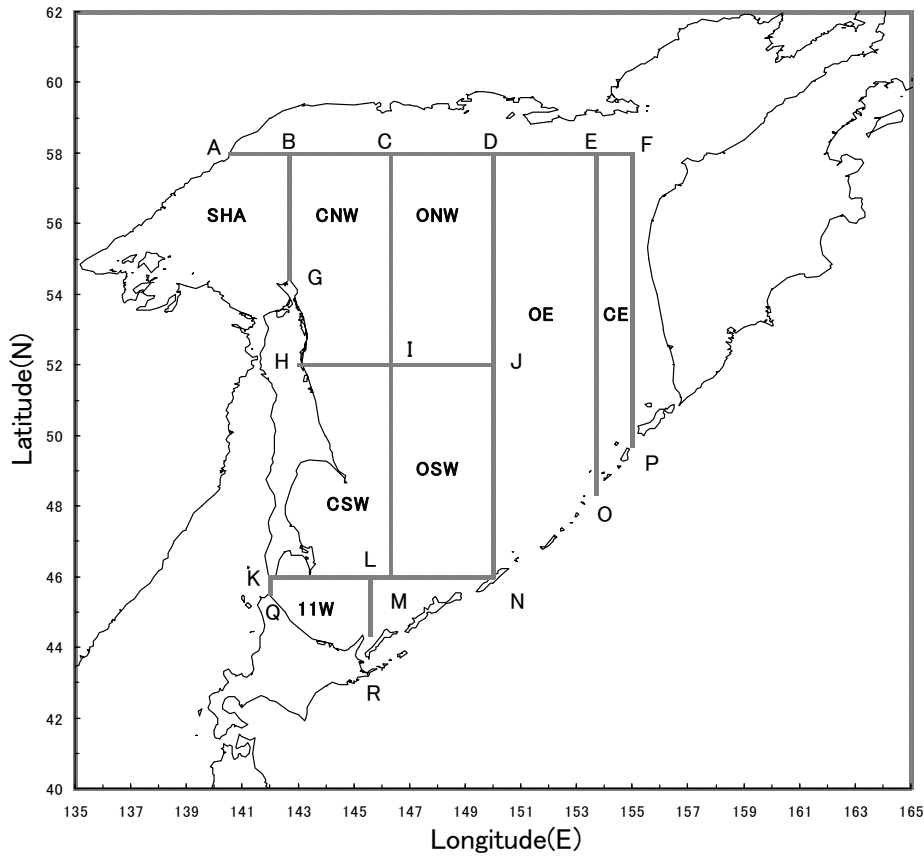 62
60
58
56
54
52
50
48
46
44
42
40
Latitude(N)
A
B
C
D
E
F
SHA
CNW
ONW
G
OE
CE
H
I
J
OSW
CSW
P
O
K
L
Q
11W
M
N
R
135
137
139
141
143
145
147
149
151
153
155
157
159
161
163
165
Longitude(E)